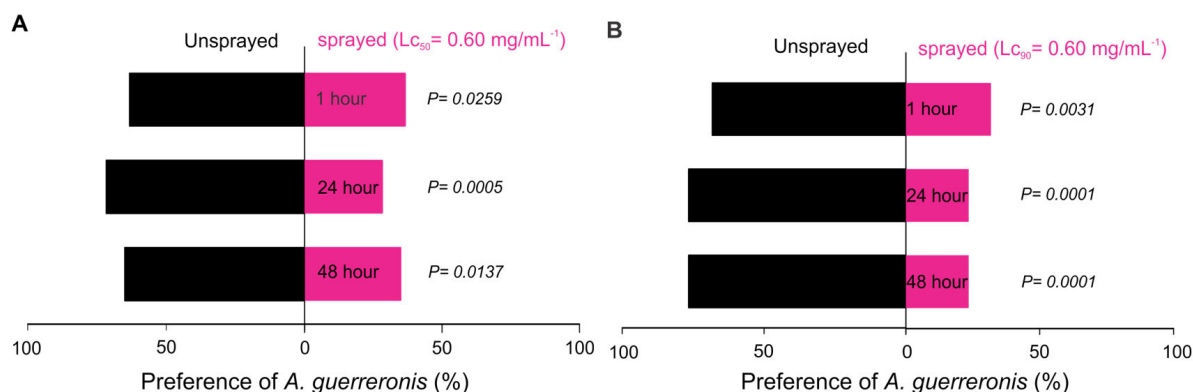 A
Unsprayed sprayed (Lc₅₀= 0.60 mg/mL⁻¹)
1 hour P= 0.0259
24 hour P= 0.0005
48 hour P= 0.0137
100 50 0 50 100
Preference of A. guerreronis (%)
B
Unsprayed sprayed (Lc₉₀= 0.60 mg/mL⁻¹)
1 hour P= 0.0031
24 hour P= 0.0001
48 hour P= 0.0001
100 50 0 50 100
Preference of A. guerreronis (%)